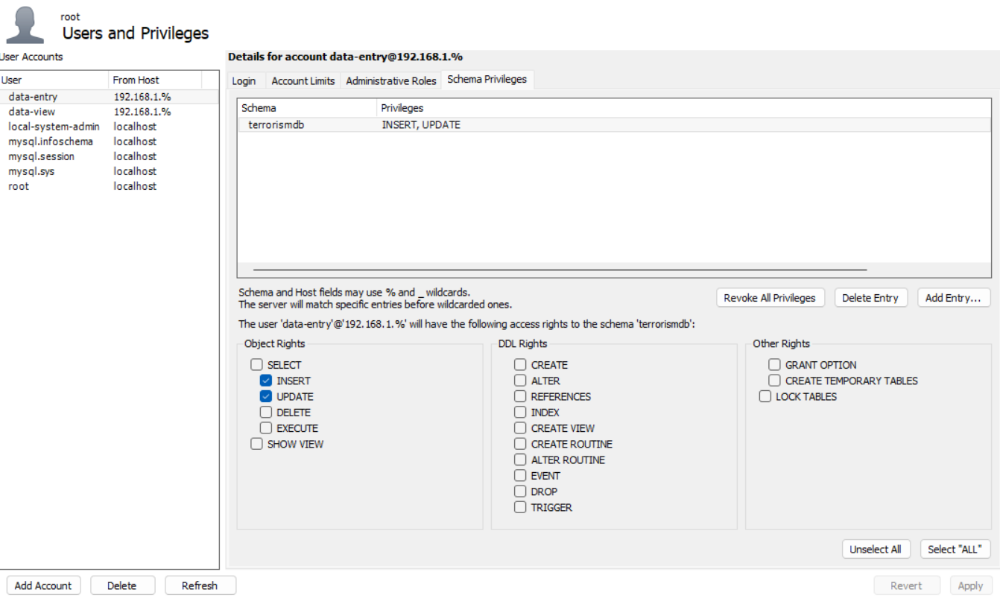 root
Users and Privileges
User Accounts
User From Host
data-entry 192.168.1.%
data-view 192.168.1.%
local-system-admin localhost
mysql.infoschema localhost
mysql.session localhost
mysql.sys localhost
root localhost
Add Account Delete Refresh
Details for account data-entry@192.168.1.%
Login Account Limits Administrative Roles Schema Privileges
Schema Privileges
terrorismdb INSERT, UPDATE
Schema and Host fields may use % and _ wildcards.
The server will match specific entries before wildcarded ones.
Revoke All Privileges Delete Entry Add Entry...
The user 'data-entry'@'192.168.1.%' will have the following access rights to the schema 'terrorismdb':
Object Rights
SELECT
INSERT
UPDATE
DELETE
EXECUTE
SHOW VIEW
DDL Rights
CREATE
ALTER
REFERENCES
INDEX
CREATE VIEW
CREATE ROUTINE
ALTER ROUTINE
EVENT
DROP
TRIGGER
Other Rights
GRANT OPTION
CREATE TEMPORARY TABLES
LOCK TABLES
Unselect All Select "ALL"
Revert Apply